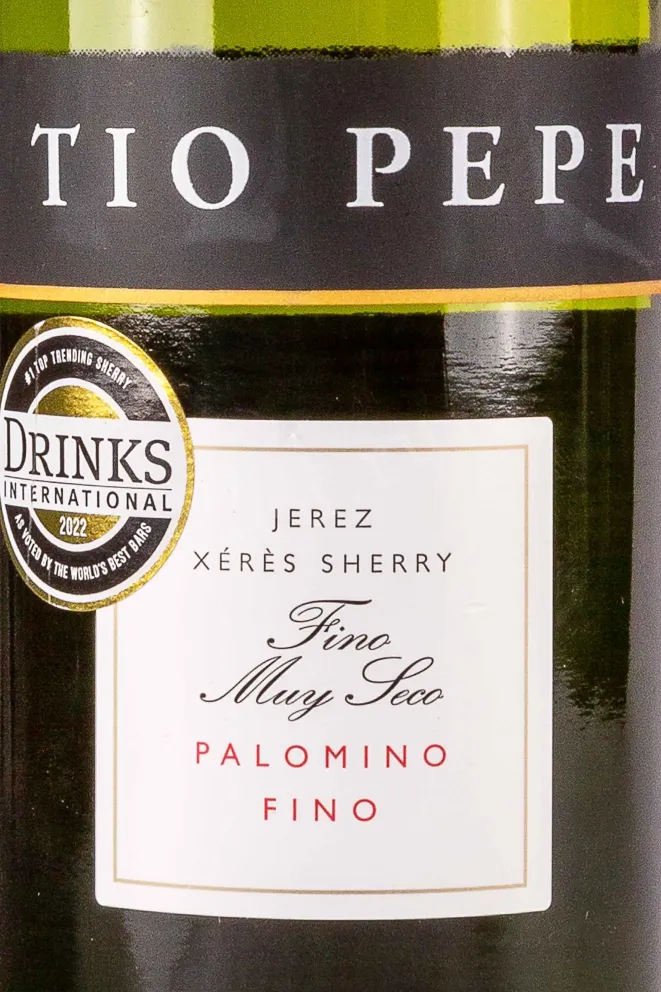 TIO PEPE
#1 TOP TRENDING SHERRY
DRINKS
INTERNATIONAL
2022
AS VOTED BY THE WORLD'S BEST BARS
JEREZ
XÉRÈS SHERRY
Fino
Muy Seco
PALOMINO
FINO